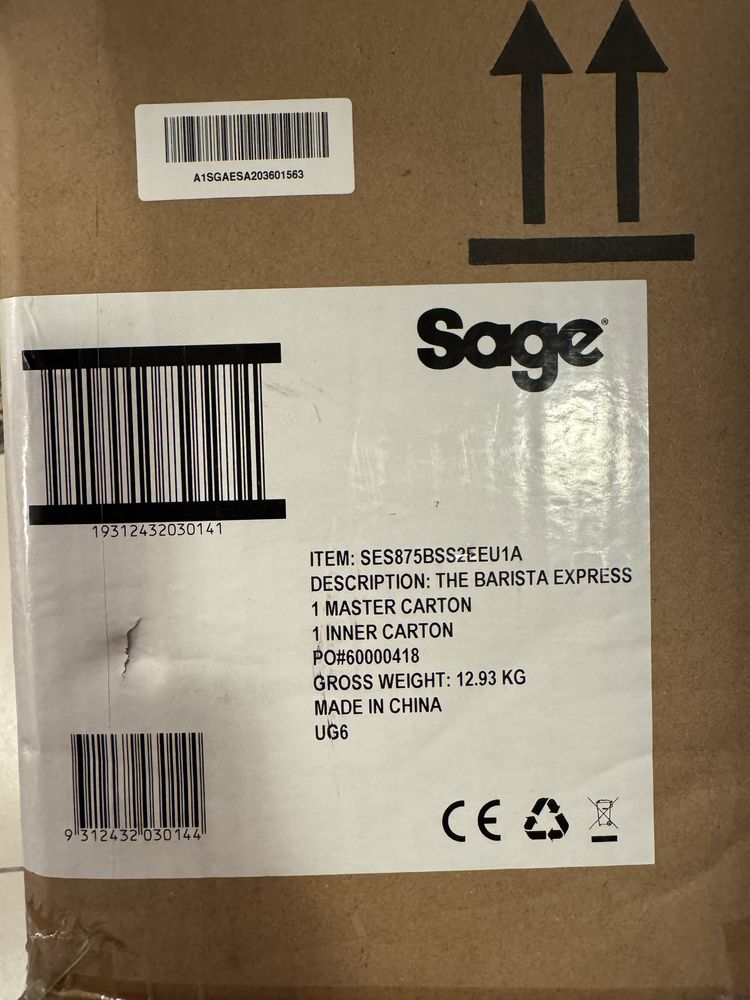 A1SGAESA203601563
Sage®
19312432030141
ITEM: SES875BSS2EEU1A
DESCRIPTION: THE BARISTA EXPRESS
1 MASTER CARTON
1 INNER CARTON
PO#60000418
GROSS WEIGHT: 12.93 KG
MADE IN CHINA
UG6
9 312432 030144
CE